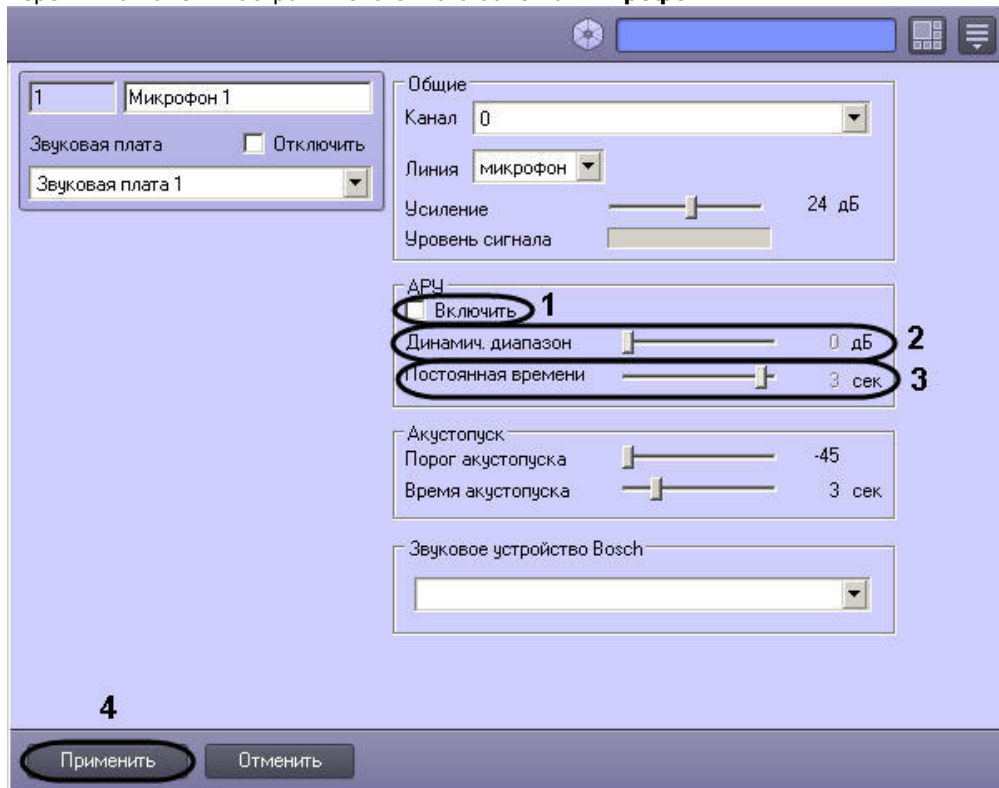 1 Микрофон 1
Звуковая плата Отключить
Звуковая плата 1
Общие
Канал 0
Линия микрофон
Усиление 24 дБ
Уровень сигнала
АРУ
Включить 1
Динамич. диапазон 0 дБ 2
Постоянная времени 3 сек 3
Акустопуск
Порог акустопуска -45
Время акустопуска 3 сек
Звуковое устройство Bosch
4
Применить Отменить